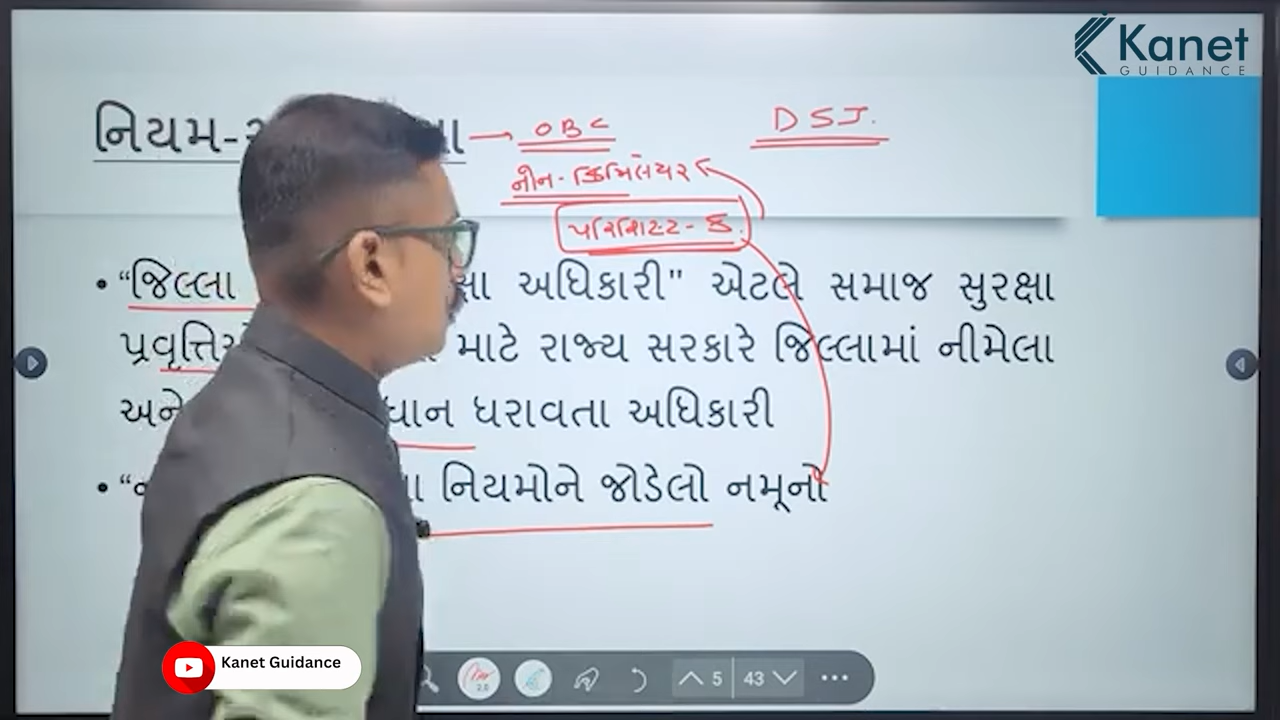 Kanet
GUIDANCE
નિયમ- → OBC
DSJ.
નોન-ક્રિમિલેયર
પરિશિષ્ટ-ક
• “જિલ્લા અધિકારી" એટલે સમાજ સુરક્ષા
માટે રાજ્ય સરકારે જિલ્લામાં નીમેલા
અને ધરાવતા અધિકારી
નિયમોને જોડેલો નમૂનો
Kanet Guidance
5 43